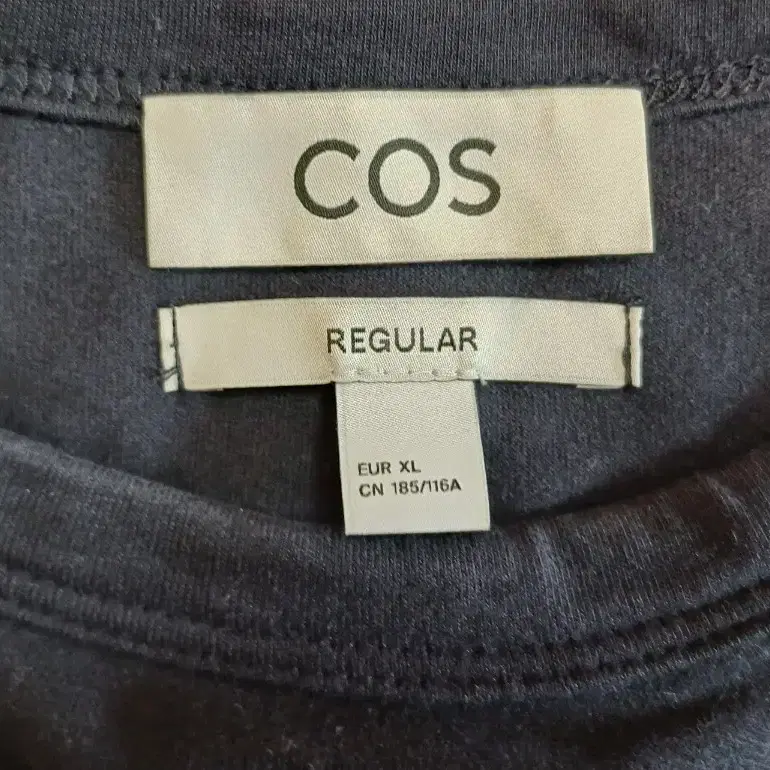 COS
REGULAR
EUR XL
CN 185/116A